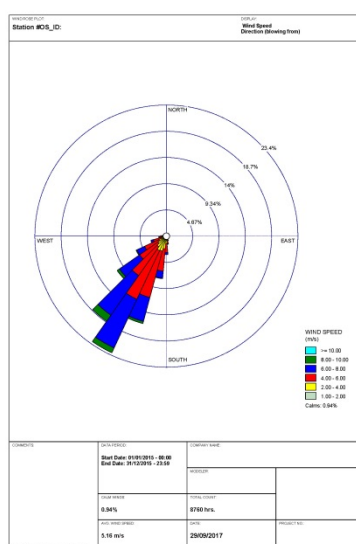 WIND ROSE PLOT:
Station #OS_ID:
DISPLAY:
Wind Speed
Direction (blowing from)
NORTH
23.4%
18.7%
14%
9.34%
4.67%
WEST
EAST
SOUTH
WIND SPEED
(m/s)
>= 10.00
8.00 - 10.00
6.00 - 8.00
4.00 - 6.00
2.00 - 4.00
1.00 - 2.00
Calms: 0.94%
COMMENTS:
DATA PERIOD:
Start Date: 01/01/2015 - 00:00
End Date: 31/12/2015 - 23:59
COMPANY NAME:
MODELER:
CALM WINDS:
0.94%
TOTAL COUNT:
8760 hrs.
AVG. WIND SPEED:
5.16 m/s
DATE:
29/09/2017
PROJECT NO.: